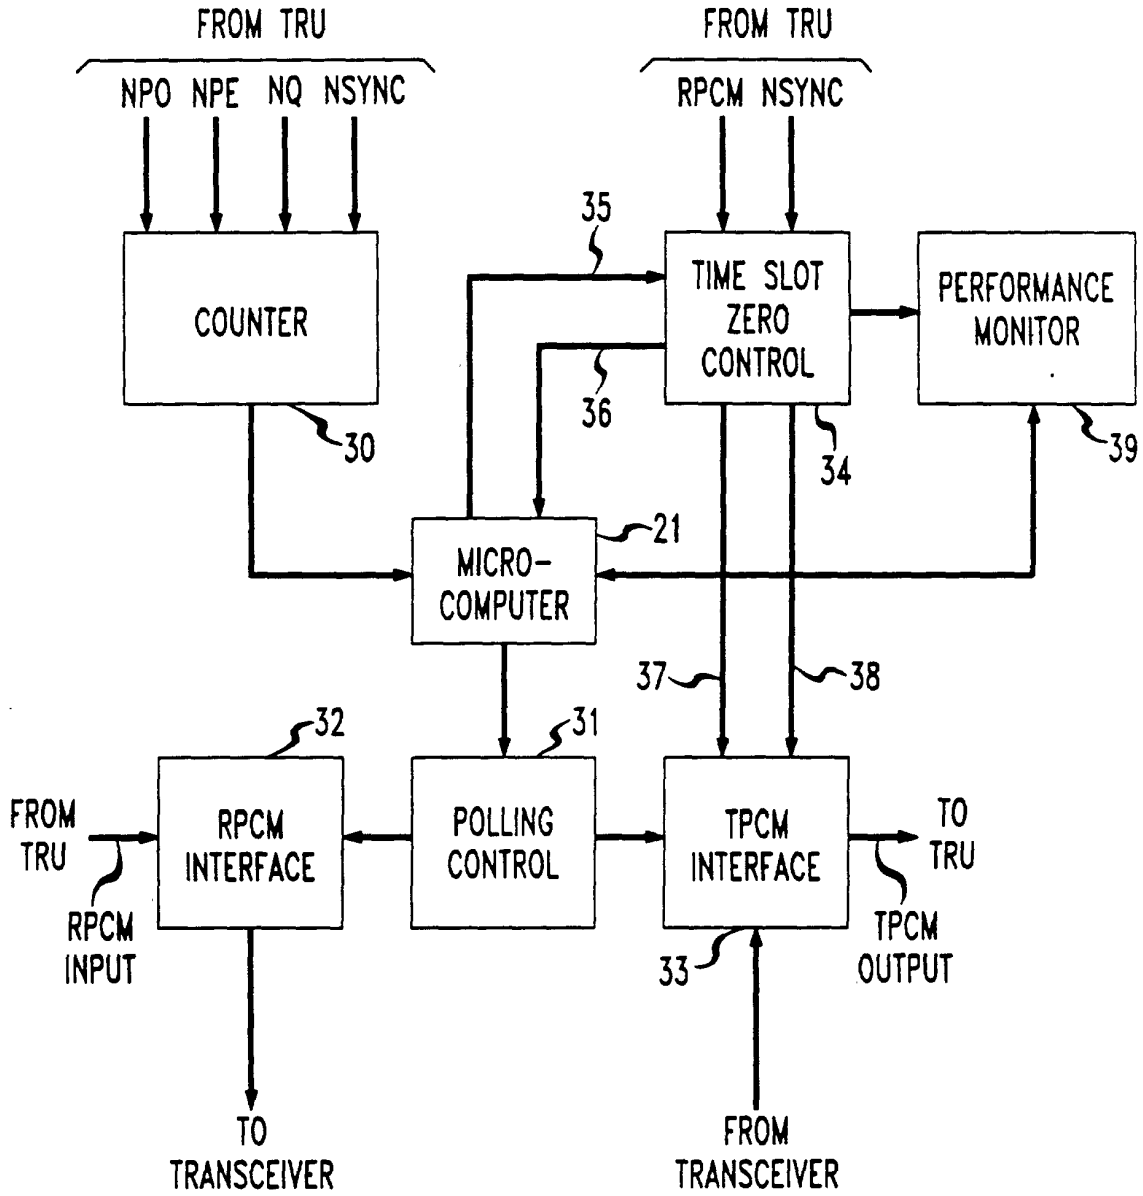 FROM TRU
FROM TRU
NPO NPE NQ NSYNC
RPCM NSYNC
35
TIME SLOT
ZERO
CONTROL
PERFORMANCE
MONITOR
COUNTER
36
30
34
39
21
MICRO-
COMPUTER
37
38
32
31
FROM
TRU
RPCM
INTERFACE
POLLING
CONTROL
TPCM
INTERFACE
TO
TRU
RPCM
INPUT
33
TPCM
OUTPUT
TO
TRANSCEIVER
FROM
TRANSCEIVER